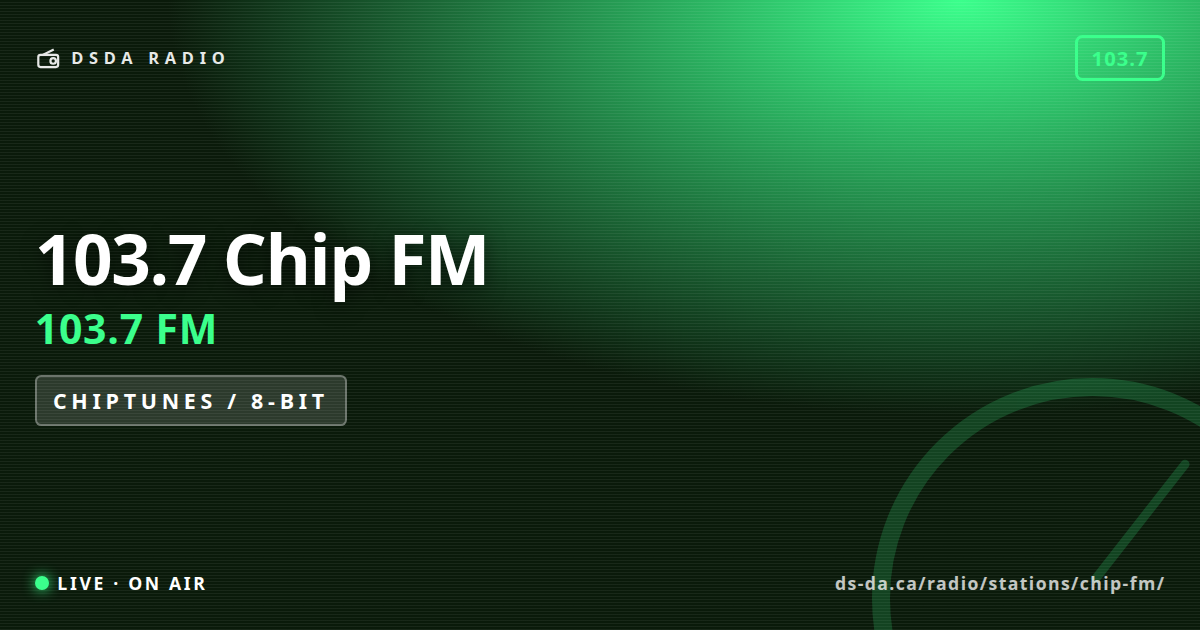 DSDA RADIO
103.7
103.7 Chip FM
103.7 FM
CHIPTUNES / 8-BIT
LIVE · ON AIR
ds-da.ca/radio/stations/chip-fm/